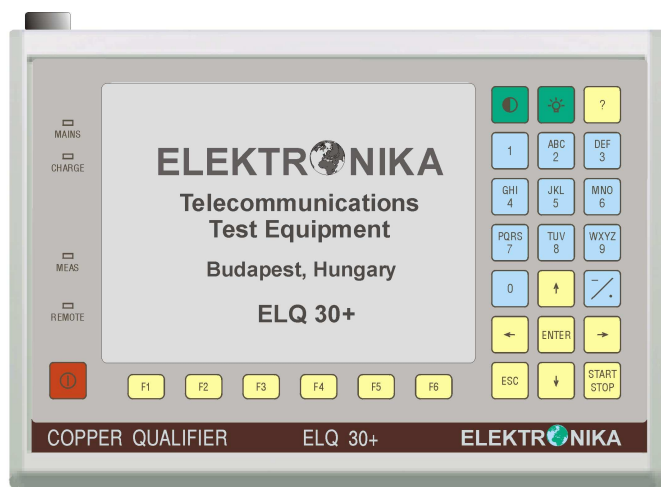 MAINS
CHARGE
MEAS
REMOTE
ELEKTRONIKA
Telecommunications
Test Equipment
Budapest, Hungary
ELQ 30+
?
1
ABC
2
DEF
3
GHI
4
JKL
5
MNO
6
PQRS
7
TUV
8
WXYZ
9
0
−/.
ENTER
ESC
START
STOP
F1 F2 F3 F4 F5 F6
COPPER QUALIFIER ELQ 30+ ELEKTRONIKA